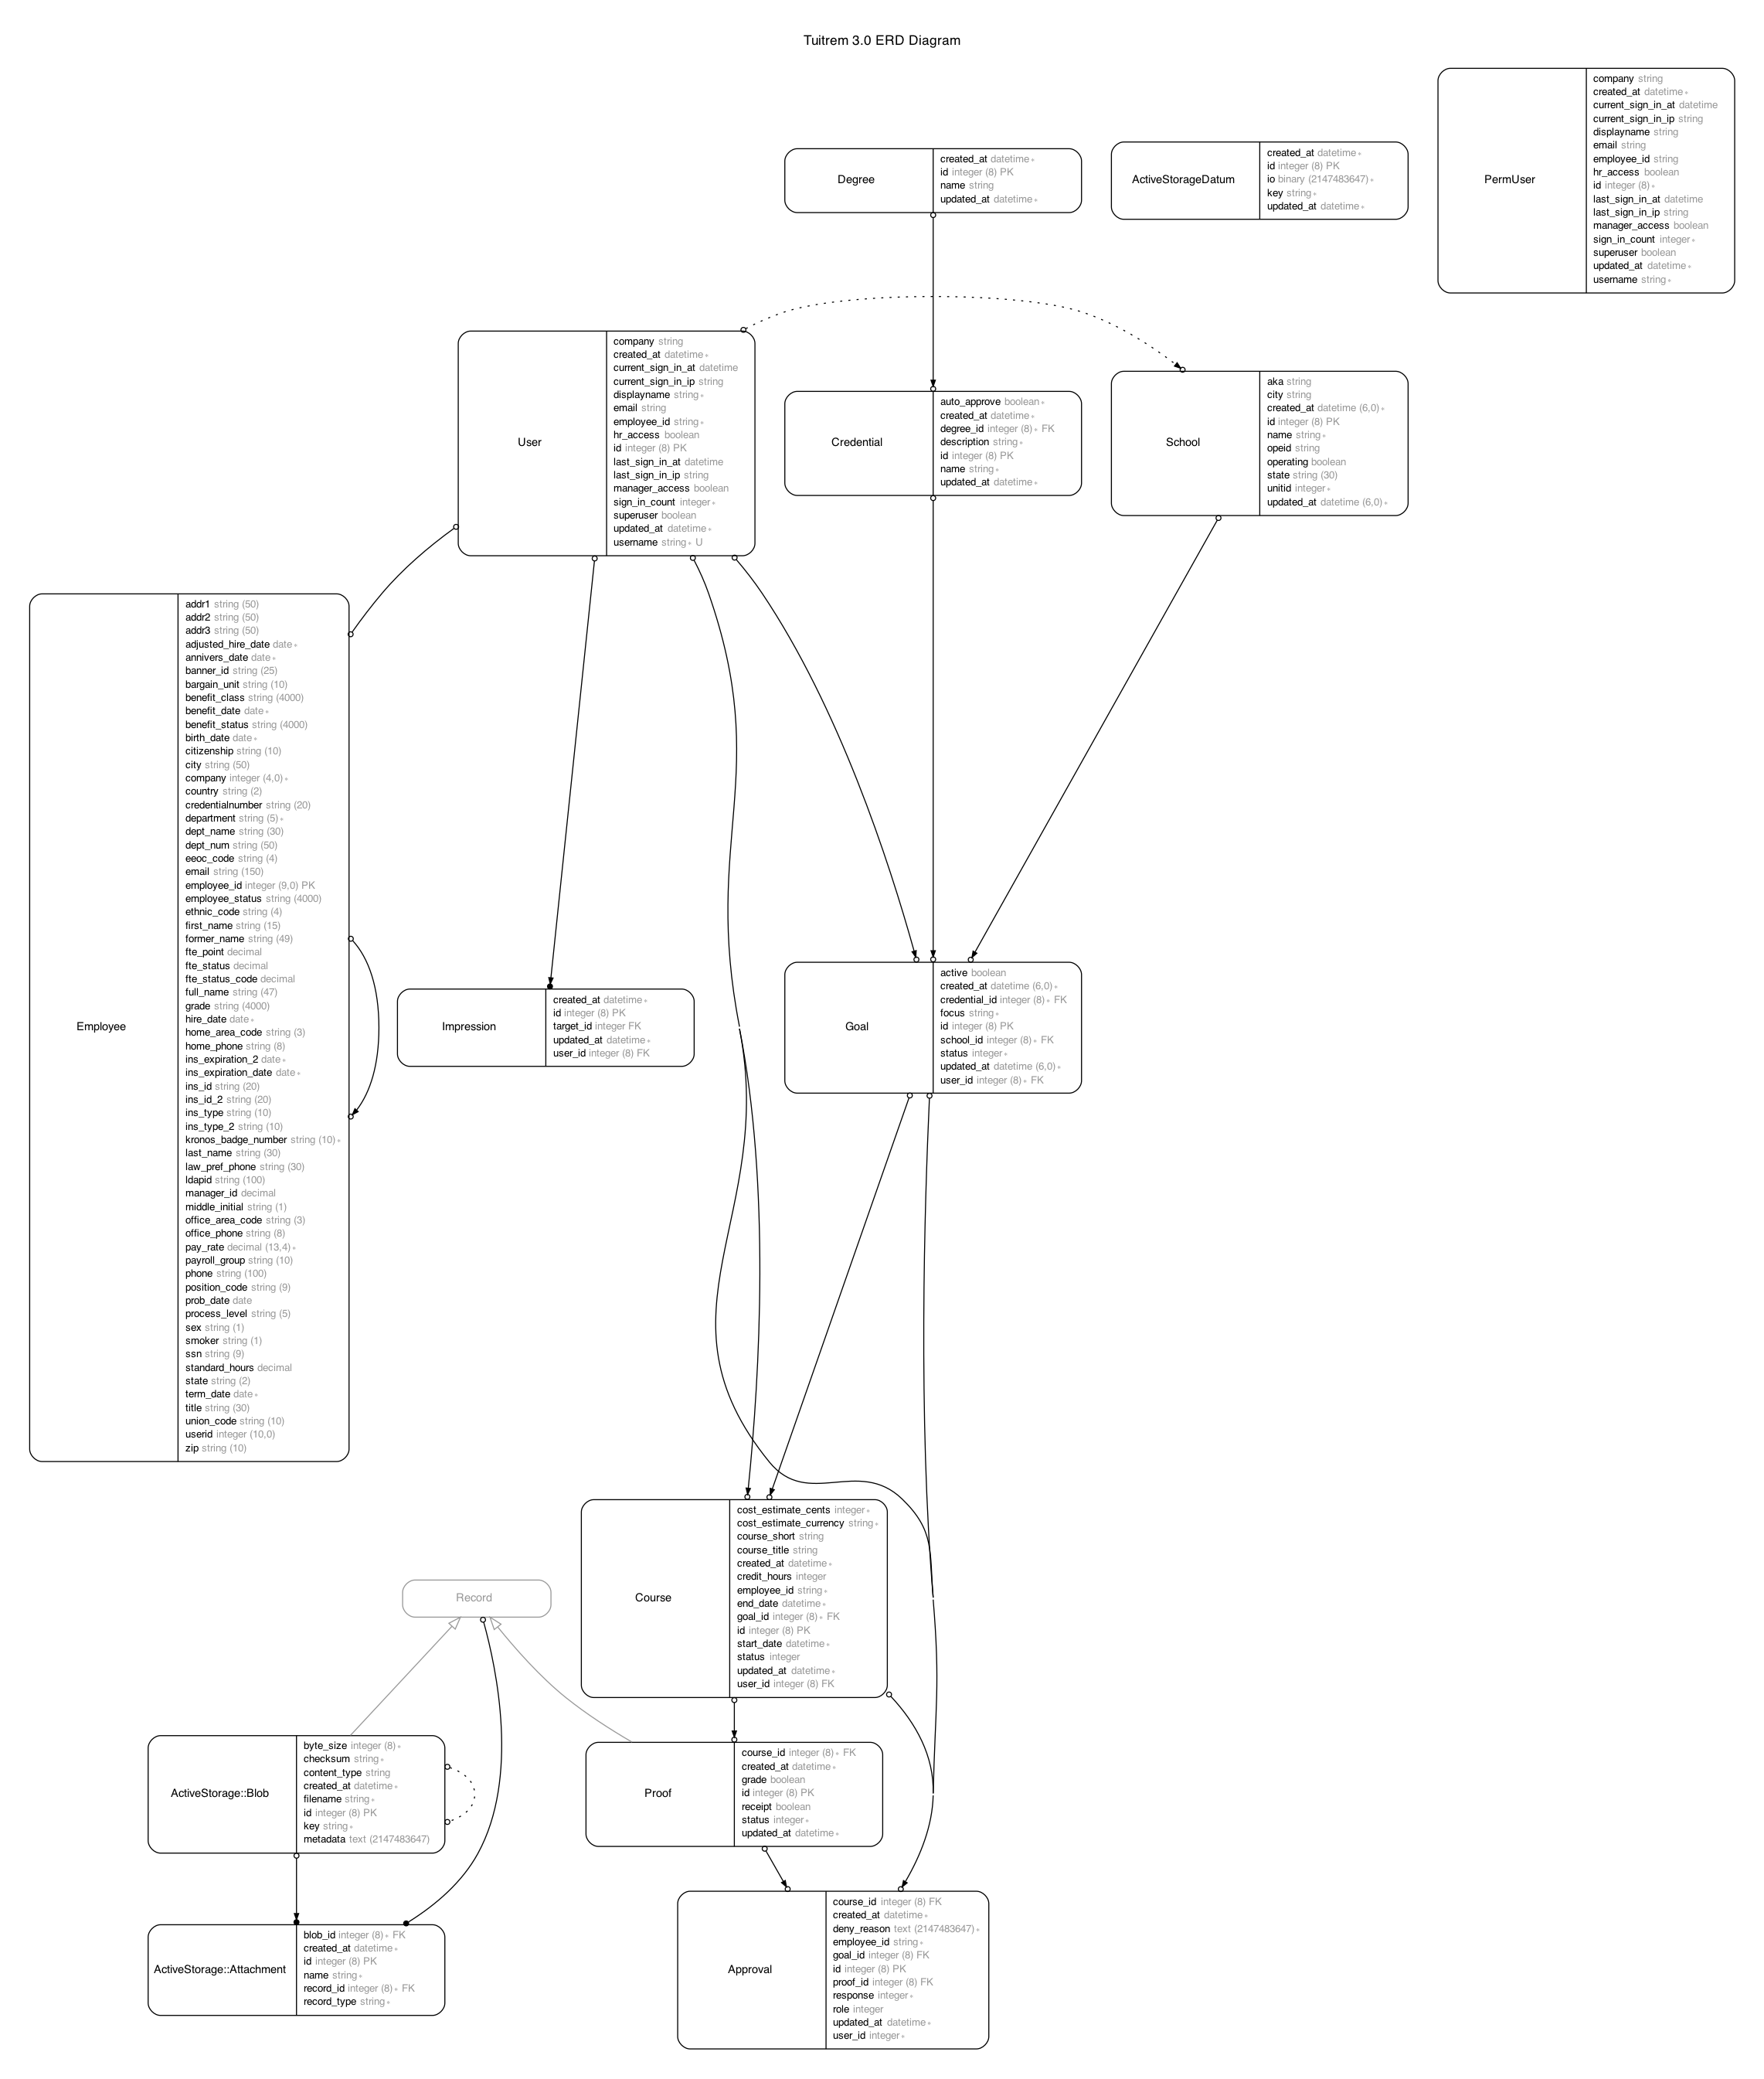 Tuitrem 3.0 ERD Diagram
PermUser
company string
created_at datetime ∗
current_sign_in_at datetime
current_sign_in_ip string
displayname string
email string
employee_id string
hr_access boolean
id integer (8) ∗
last_sign_in_at datetime
last_sign_in_ip string
manager_access boolean
sign_in_count integer ∗
superuser boolean
updated_at datetime ∗
username string ∗
Degree
created_at datetime ∗
id integer (8) PK
name string
updated_at datetime ∗
ActiveStorageDatum
created_at datetime ∗
id integer (8) PK
io binary (2147483647) ∗
key string ∗
updated_at datetime ∗
User
company string
created_at datetime ∗
current_sign_in_at datetime
current_sign_in_ip string
displayname string ∗
email string
employee_id string ∗
hr_access boolean
id integer (8) PK
last_sign_in_at datetime
last_sign_in_ip string
manager_access boolean
sign_in_count integer ∗
superuser boolean
updated_at datetime ∗
username string ∗ U
Credential
auto_approve boolean ∗
created_at datetime ∗
degree_id integer (8) ∗ FK
description string ∗
id integer (8) PK
name string ∗
updated_at datetime ∗
School
aka string
city string
created_at datetime (6,0) ∗
id integer (8) PK
name string ∗
opeid string
operating boolean
state string (30)
unitid integer ∗
updated_at datetime (6,0) ∗
Employee
addr1 string (50)
addr2 string (50)
addr3 string (50)
adjusted_hire_date date ∗
annivers_date date ∗
banner_id string (25)
bargain_unit string (10)
benefit_class string (4000)
benefit_date date ∗
benefit_status string (4000)
birth_date date ∗
citizenship string (10)
city string (50)
company integer (4,0) ∗
country string (2)
credentialnumber string (20)
department string (5) ∗
dept_name string (30)
dept_num string (50)
eeoc_code string (4)
email string (150)
employee_id integer (9,0) PK
employee_status string (4000)
ethnic_code string (4)
first_name string (15)
former_name string (49)
fte_point decimal
fte_status decimal
fte_status_code decimal
full_name string (47)
grade string (4000)
hire_date date ∗
home_area_code string (3)
home_phone string (8)
ins_expiration_2 date ∗
ins_expiration_date date ∗
ins_id string (20)
ins_id_2 string (20)
ins_type string (10)
ins_type_2 string (10)
kronos_badge_number string (10) ∗
last_name string (30)
law_pref_phone string (30)
ldapid string (100)
manager_id decimal
middle_initial string (1)
office_area_code string (3)
office_phone string (8)
pay_rate decimal (13,4) ∗
payroll_group string (10)
phone string (100)
position_code string (9)
prob_date date
process_level string (5)
sex string (1)
smoker string (1)
ssn string (9)
standard_hours decimal
state string (2)
term_date date ∗
title string (30)
union_code string (10)
userid integer (10,0)
zip string (10)
Impression
created_at datetime ∗
id integer (8) PK
target_id integer FK
updated_at datetime ∗
user_id integer (8) FK
Goal
active boolean
created_at datetime (6,0) ∗
credential_id integer (8) ∗ FK
focus string ∗
id integer (8) PK
school_id integer (8) ∗ FK
status integer ∗
updated_at datetime (6,0) ∗
user_id integer (8) ∗ FK
Course
cost_estimate_cents integer ∗
cost_estimate_currency string ∗
course_short string
course_title string
created_at datetime ∗
credit_hours integer
employee_id string ∗
end_date datetime ∗
goal_id integer (8) ∗ FK
id integer (8) PK
start_date datetime ∗
status integer
updated_at datetime ∗
user_id integer (8) FK
Record
ActiveStorage::Blob
byte_size integer (8) ∗
checksum string ∗
content_type string
created_at datetime ∗
filename string ∗
id integer (8) PK
key string ∗
metadata text (2147483647)
Proof
course_id integer (8) ∗ FK
created_at datetime ∗
grade boolean
id integer (8) PK
receipt boolean
status integer ∗
updated_at datetime ∗
ActiveStorage::Attachment
blob_id integer (8) ∗ FK
created_at datetime ∗
id integer (8) PK
name string ∗
record_id integer (8) ∗ FK
record_type string ∗
Approval
course_id integer (8) FK
created_at datetime ∗
deny_reason text (2147483647) ∗
employee_id string ∗
goal_id integer (8) FK
id integer (8) PK
proof_id integer (8) FK
response integer ∗
role integer
updated_at datetime ∗
user_id integer ∗